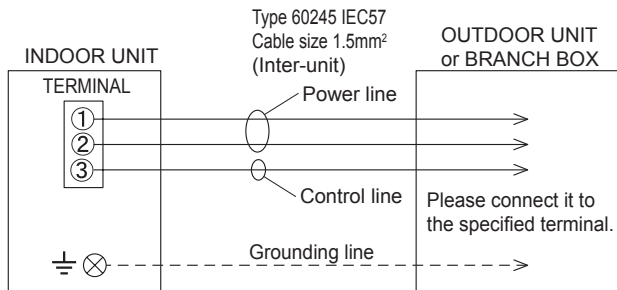 Type 60245 IEC57
Cable size 1.5mm²
(Inter-unit)
INDOOR UNIT
OUTDOOR UNIT
or BRANCH BOX
TERMINAL
Power line
①
②
③
Control line
Please connect it to
the specified terminal.
Grounding line